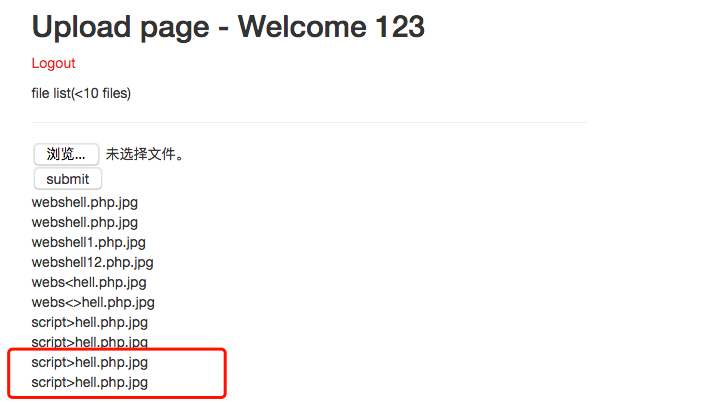 Upload page - Welcome 123
Logout
file list(<10 files)
浏览... 未选择文件。
submit
webshell.php.jpg
webshell.php.jpg
webshell1.php.jpg
webshell12.php.jpg
webs<hell.php.jpg
webs<>hell.php.jpg
script>hell.php.jpg
script>hell.php.jpg
script>hell.php.jpg
script>hell.php.jpg